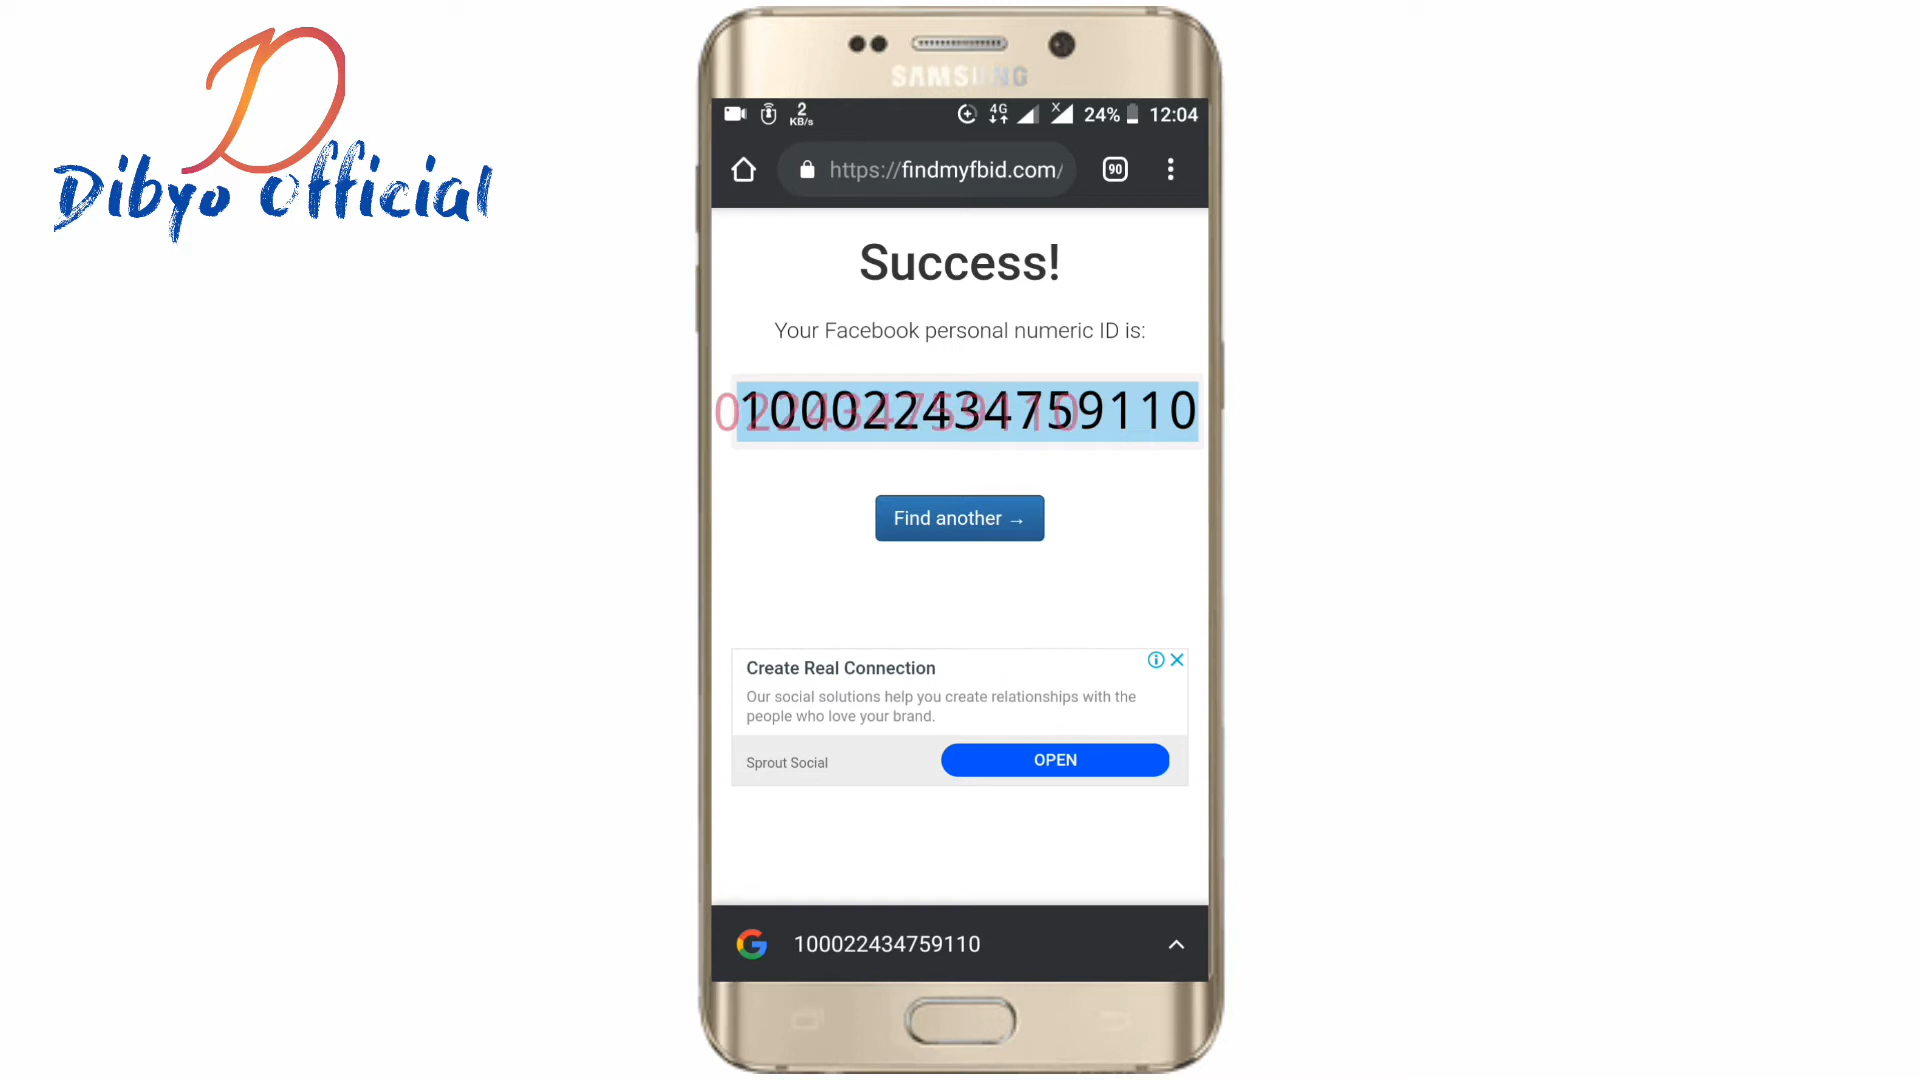 D
Dibyo Official
SAMSUNG
2 KB/s 4G X 24% 12:04
https://findmyfbid.com/ 90
Success!
Your Facebook personal numeric ID is:
100022434759110
022434759110
Find another →
Create Real Connection
Our social solutions help you create relationships with the
people who love your brand.
Sprout Social OPEN
G 100022434759110